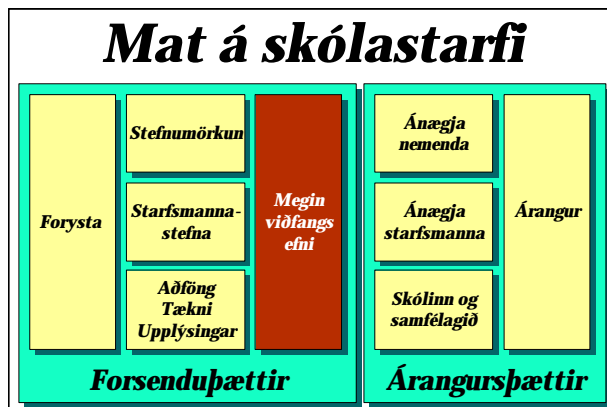 Mat á skólastarfi
Forysta
Stefnumörkun
Starfsmanna-
stefna
Aðföng
Tækni
Upplýsingar
Megin
viðfangs
efni
Forsenduþættir
Ánægja
nemenda
Ánægja
starfsmanna
Skólinn og
samfélagið
Árangur
Árangursþættir